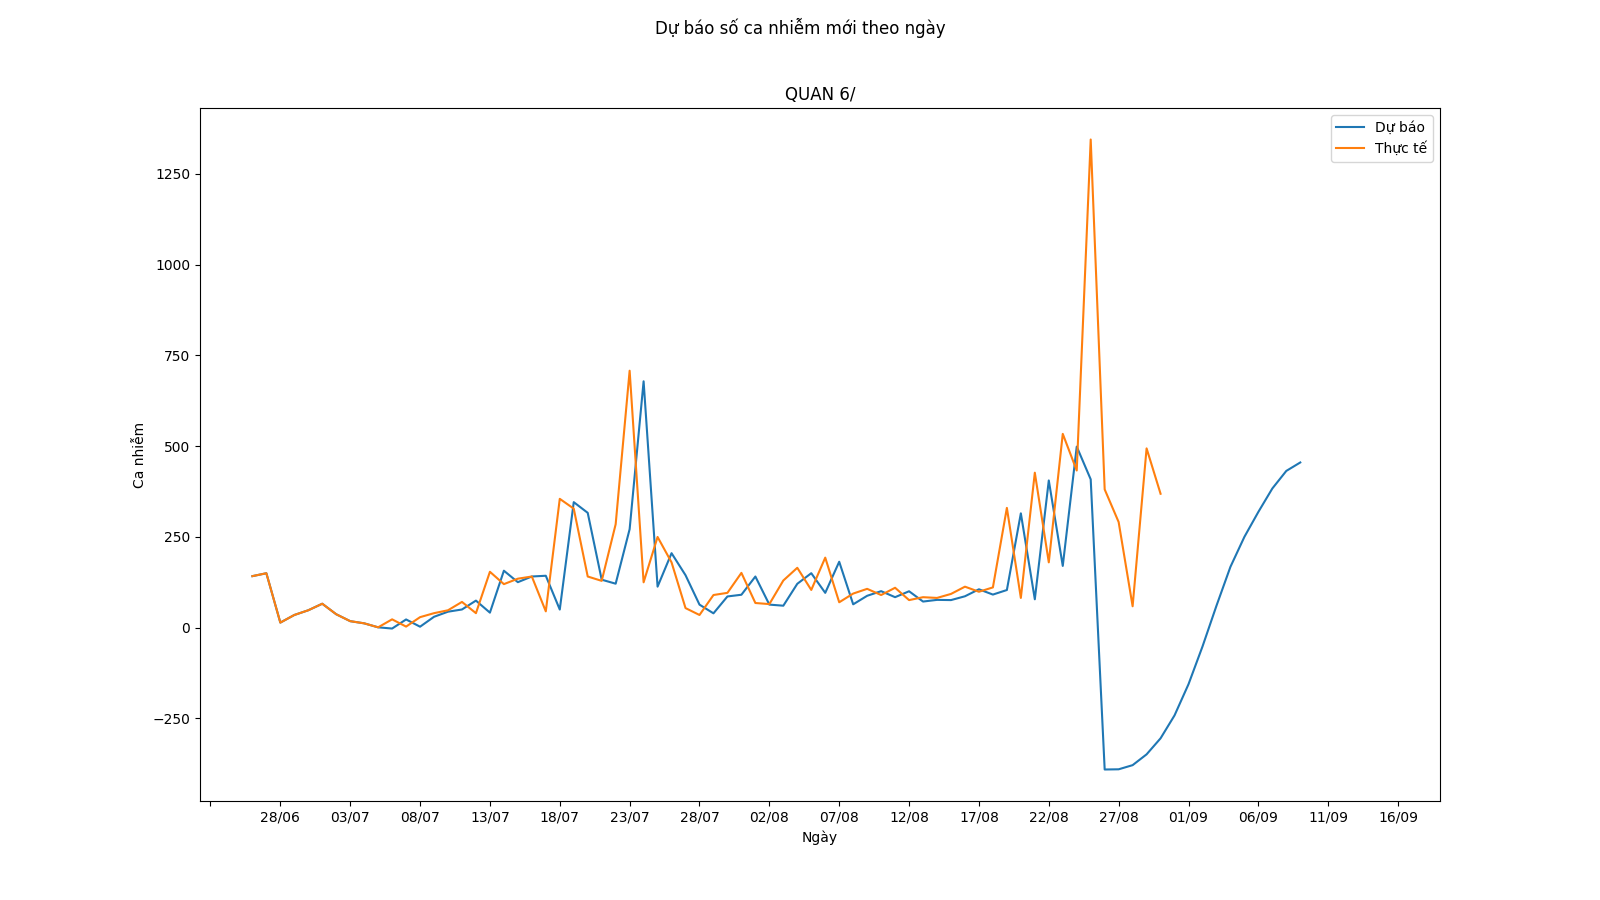 Dự báo số ca nhiễm mới theo ngày
QUAN 6/
Dự báo
Thực tế
1250
1000
750
500
250
0
−250
Ca nhiễm
28/06 03/07 08/07 13/07 18/07 23/07 28/07 02/08 07/08 12/08 17/08 22/08 27/08 01/09 06/09 11/09 16/09
Ngày